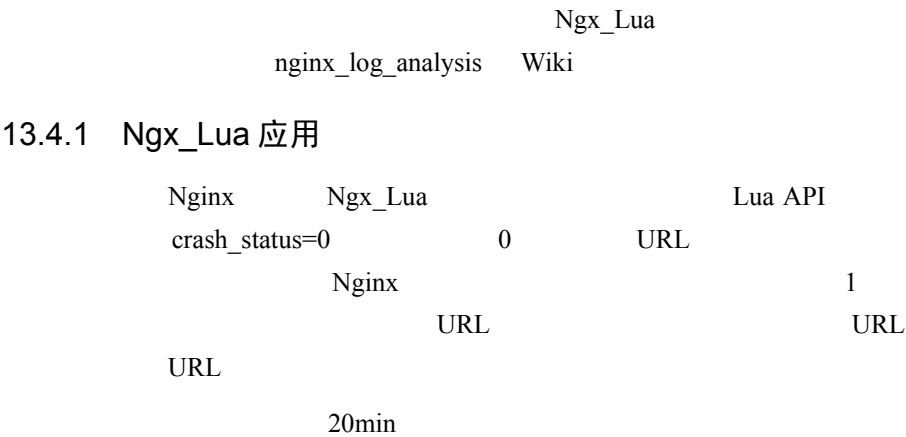 Ngx_Lua
nginx_log_analysis Wiki
13.4.1 Ngx_Lua 应用
Nginx Ngx_Lua Lua API
crash_status=0 0 URL
Nginx 1
URL URL
URL
20min